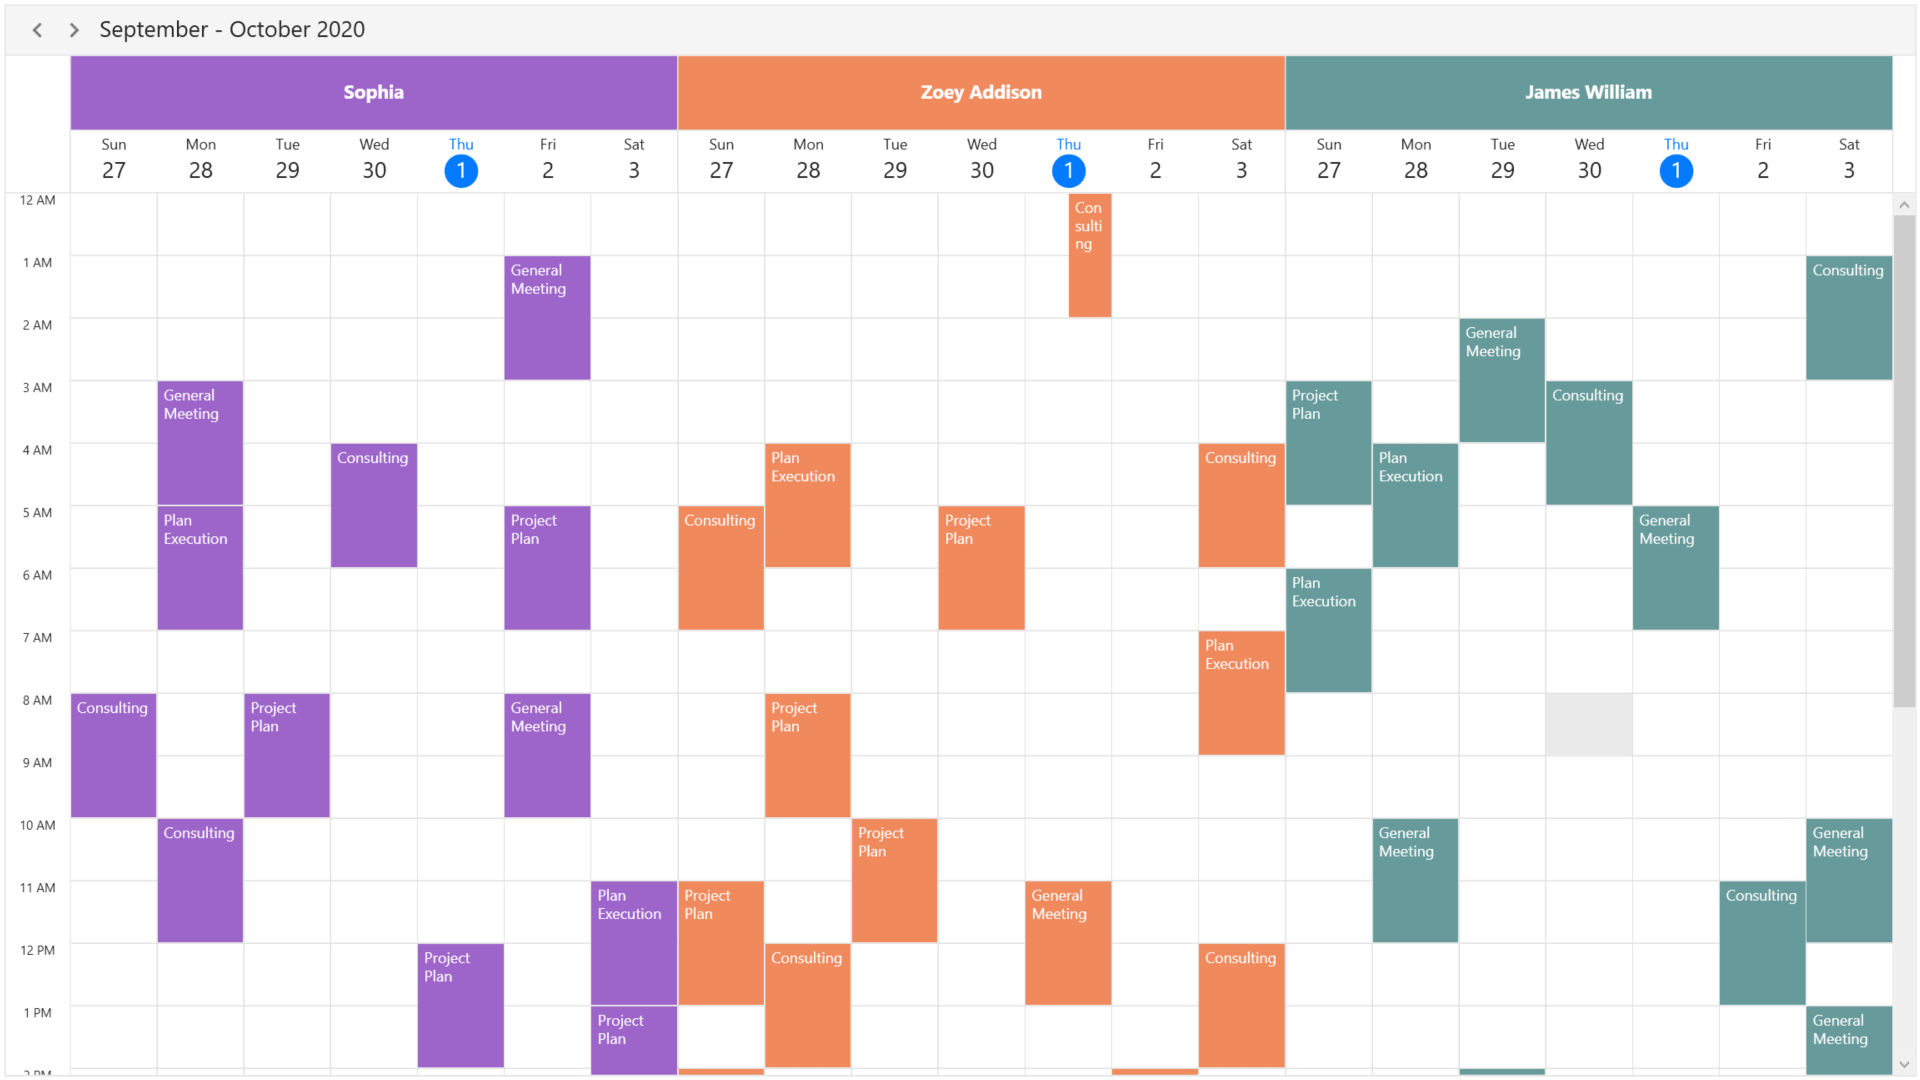 September - October 2020
Sophia
Zoey Addison
James William
Sun Mon Tue Wed Thu Fri Sat Sun Mon Tue Wed Thu Fri Sat Sun Mon Tue Wed Thu Fri Sat
27 28 29 30 1 2 3 27 28 29 30 1 2 3 27 28 29 30 1 2 3
12 AM
Con
sulti
ng
1 AM
General
Meeting
Consulting
2 AM
General
Meeting
3 AM
General
Meeting
Project
Plan
Consulting
4 AM
Consulting
Plan
Execution
Consulting
Plan
Execution
5 AM
Plan
Execution
Project
Plan
Consulting
Project
Plan
General
Meeting
6 AM
Plan
Execution
7 AM
Plan
Execution
8 AM
Consulting
Project
Plan
General
Meeting
Project
Plan
9 AM
10 AM
Consulting
Project
Plan
General
Meeting
General
Meeting
11 AM
Plan
Execution
Project
Plan
General
Meeting
Consulting
12 PM
Project
Plan
Consulting
Consulting
1 PM
Project
Plan
General
Meeting
2 PM